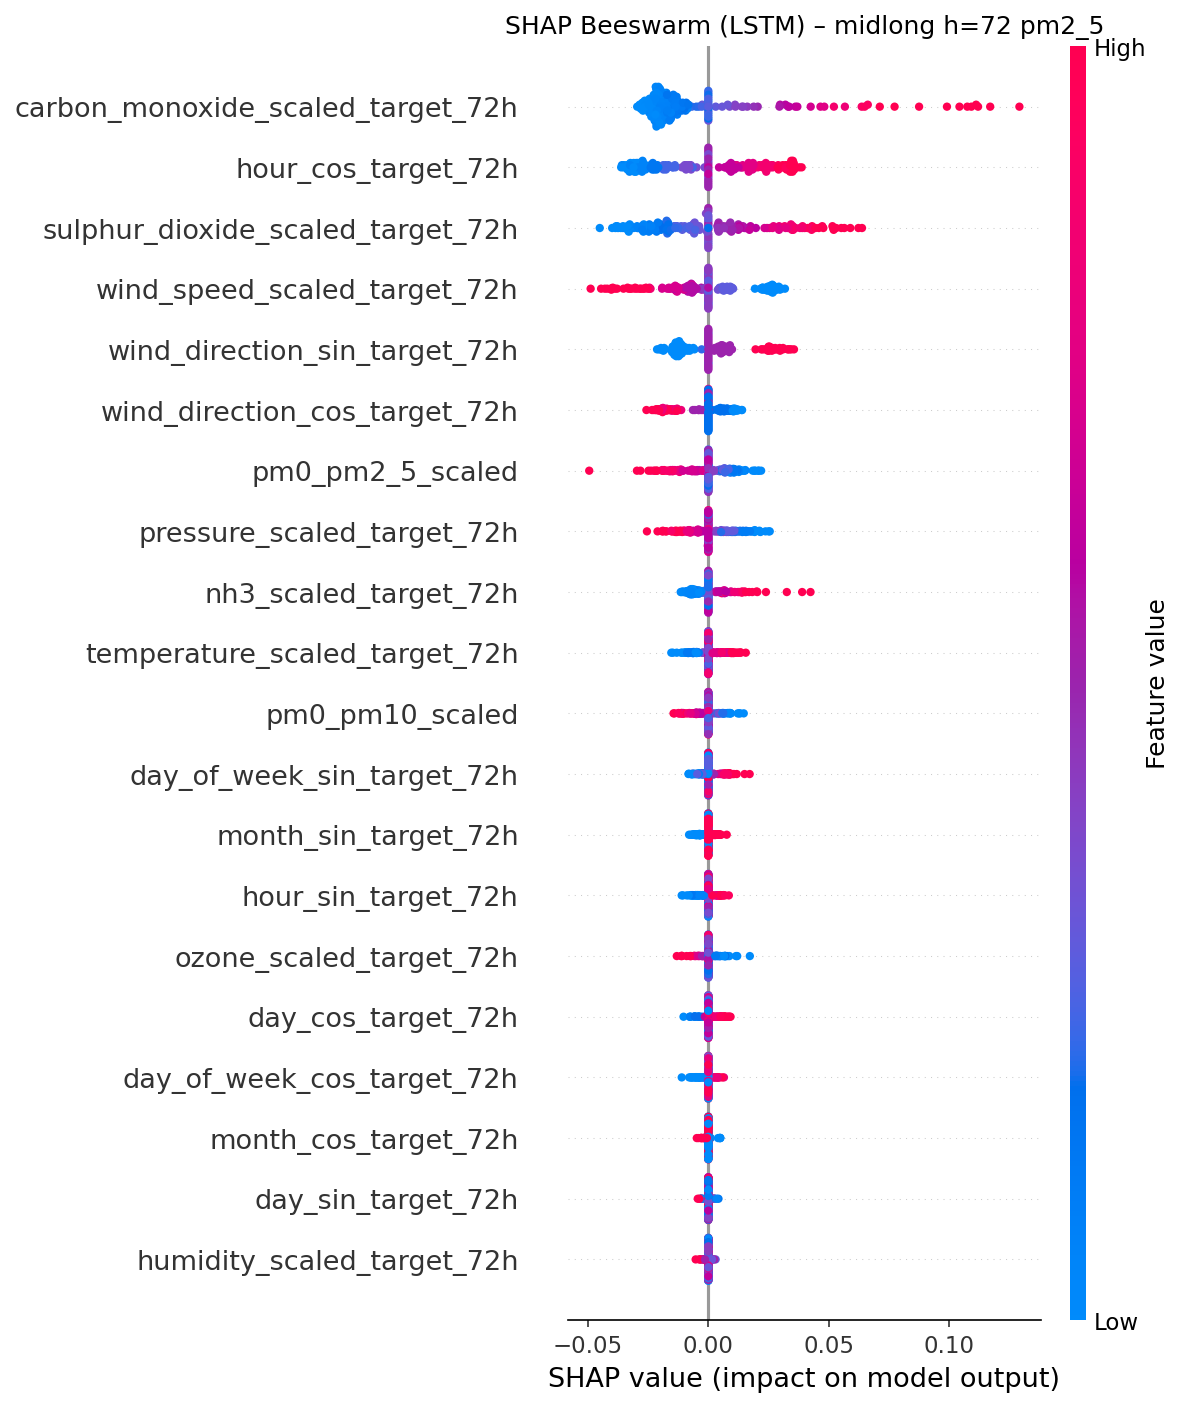 SHAP Beeswarm (LSTM) – midlong h=72 pm2_5
High
carbon_monoxide_scaled_target_72h
hour_cos_target_72h
sulphur_dioxide_scaled_target_72h
wind_speed_scaled_target_72h
wind_direction_sin_target_72h
wind_direction_cos_target_72h
pm0_pm2_5_scaled
pressure_scaled_target_72h
nh3_scaled_target_72h
temperature_scaled_target_72h
pm0_pm10_scaled
day_of_week_sin_target_72h
month_sin_target_72h
hour_sin_target_72h
ozone_scaled_target_72h
day_cos_target_72h
day_of_week_cos_target_72h
month_cos_target_72h
day_sin_target_72h
humidity_scaled_target_72h
Feature value
Low
−0.05 0.00 0.05 0.10
SHAP value (impact on model output)